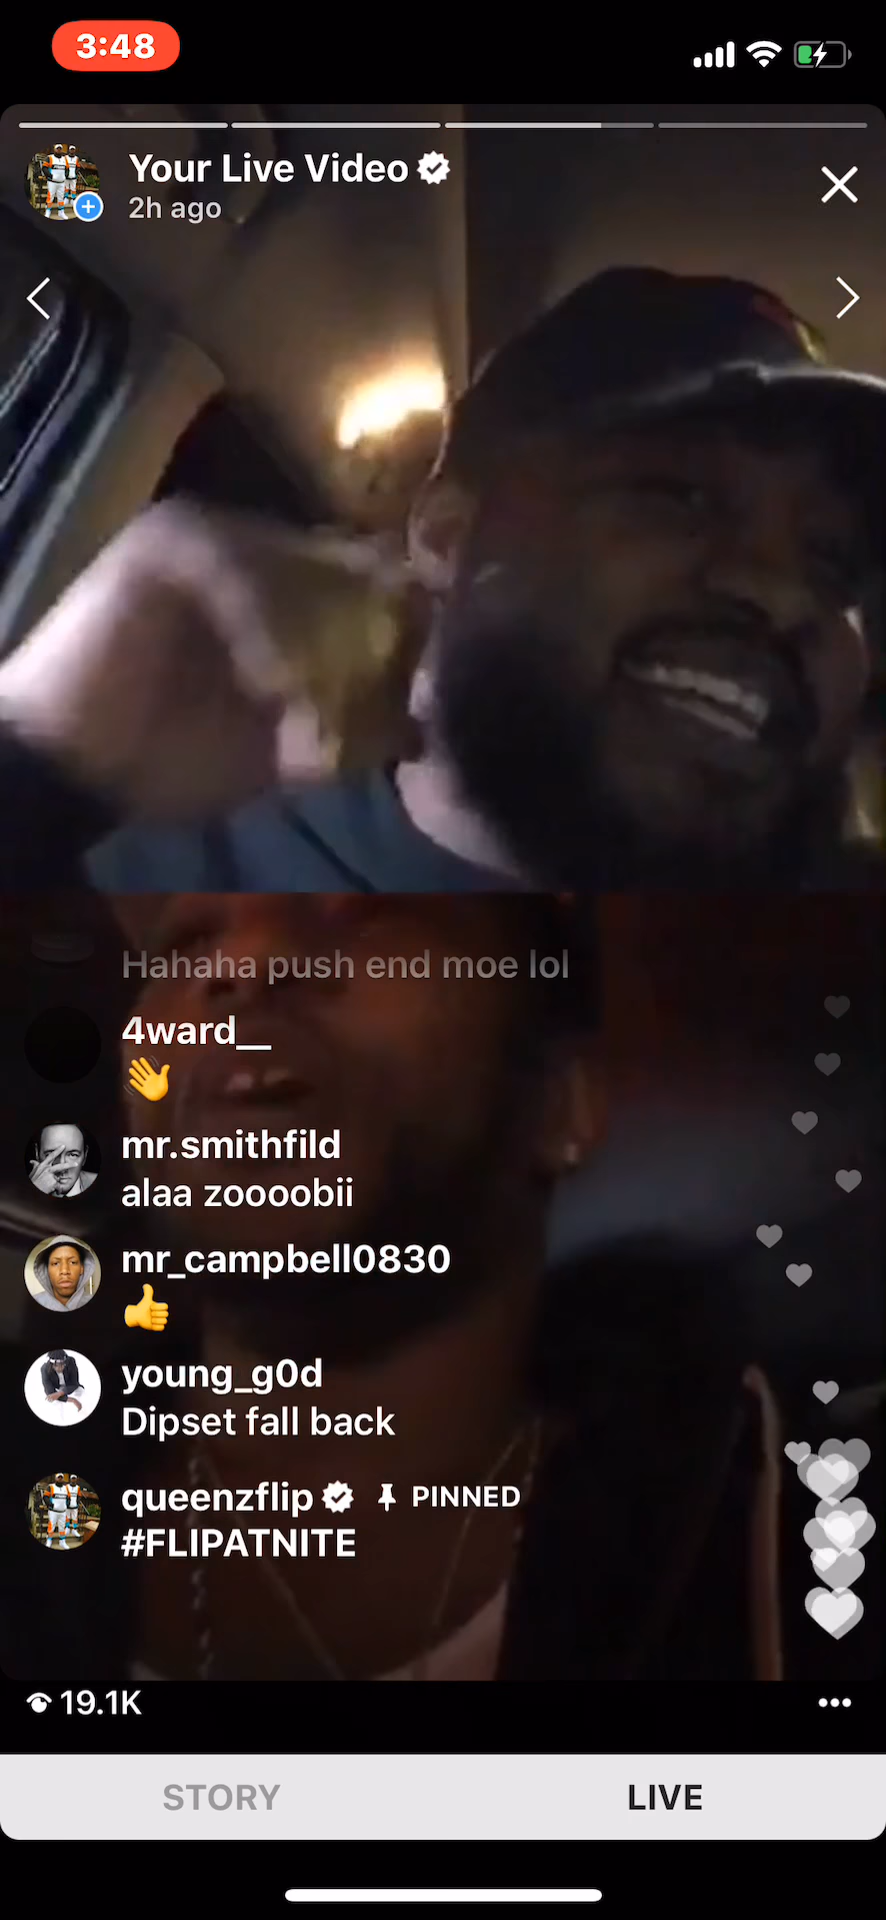 3:48
Your Live Video
2h ago
Hahaha push end moe lol
4ward__
👋
mr.smithfild
alaa zoooobii
mr_campbell0830
👍
young_g0d
Dipset fall back
queenzflip PINNED
#FLIPATNITE
19.1K
STORY LIVE